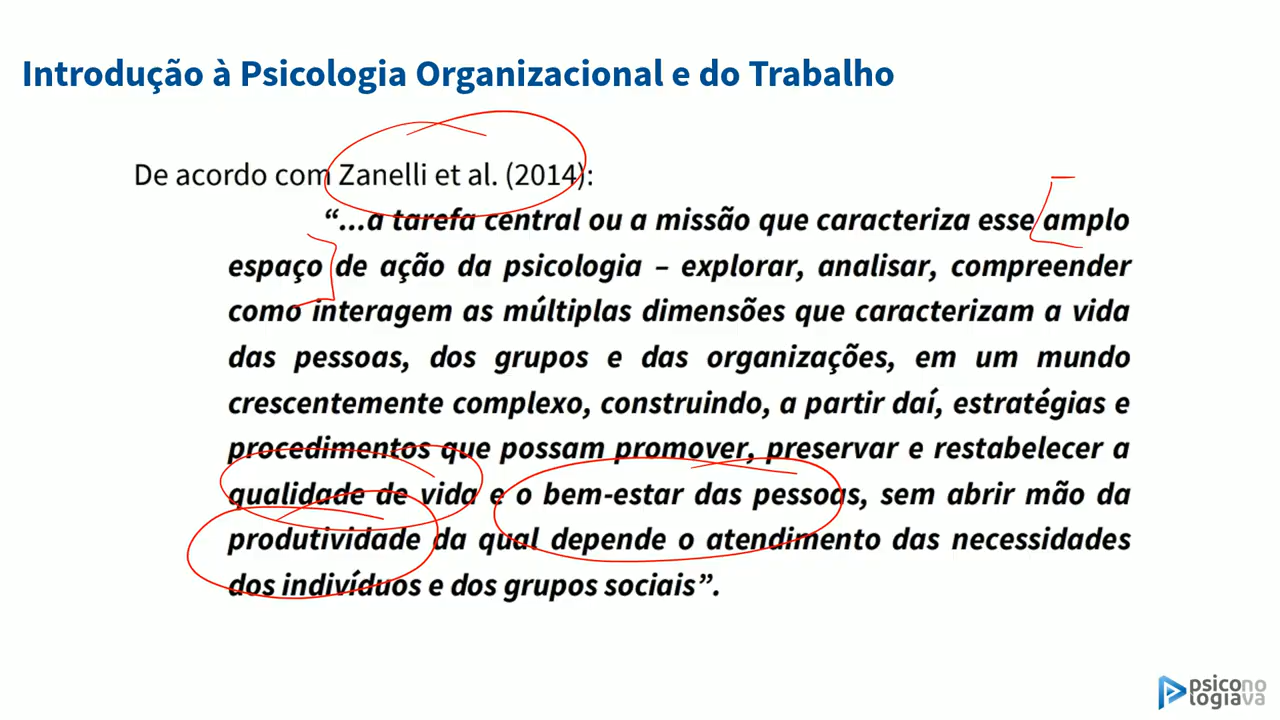 Introdução à Psicologia Organizacional e do Trabalho
De acordo com Zanelli et al. (2014):
“...a tarefa central ou a missão que caracteriza esse amplo
espaço de ação da psicologia – explorar, analisar, compreender
como interagem as múltiplas dimensões que caracterizam a vida
das pessoas, dos grupos e das organizações, em um mundo
crescentemente complexo, construindo, a partir daí, estratégias e
procedimentos que possam promover, preservar e restabelecer a
qualidade de vida e o bem-estar das pessoas, sem abrir mão da
produtividade da qual depende o atendimento das necessidades
dos indivíduos e dos grupos sociais”.
psicono
logiava